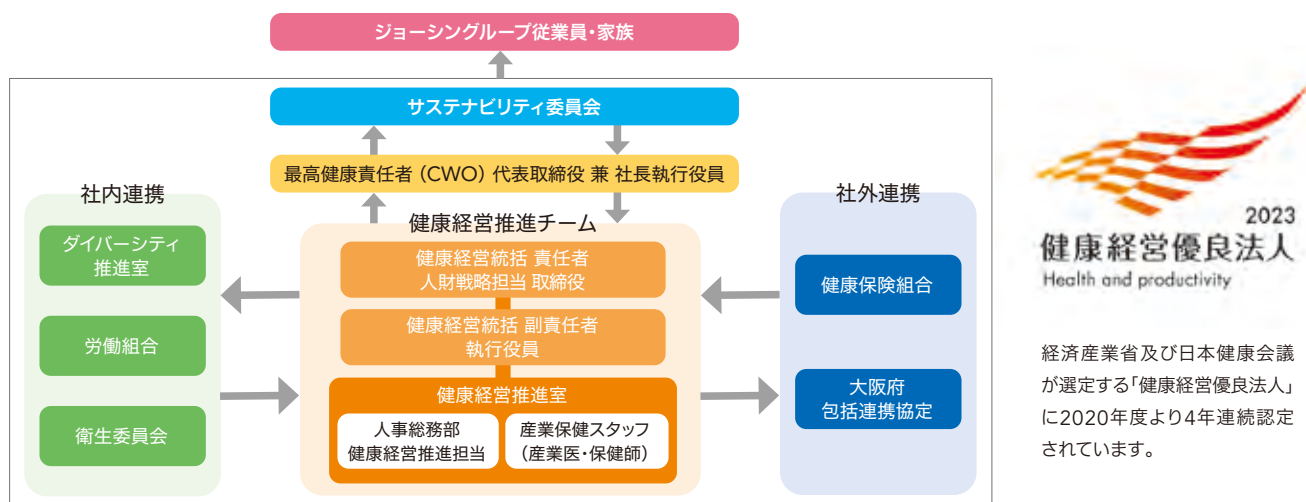 ジョーシングループ従業員・家族
サステナビリティ委員会
最高健康責任者（CWO）代表取締役 兼 社長執行役員
社内連携
ダイバーシティ
推進室
労働組合
衛生委員会
健康経営推進チーム
健康経営統括 責任者
人財戦略担当 取締役
健康経営統括 副責任者
執行役員
健康経営推進室
人事総務部
健康経営推進担当
産業保健スタッフ
（産業医・保健師）
社外連携
健康保険組合
大阪府
包括連携協定
2023
健康経営優良法人
Health and productivity
経済産業省及び日本健康会議
が選定する「健康経営優良法人」
に2020年度より4年連続認定
されています。